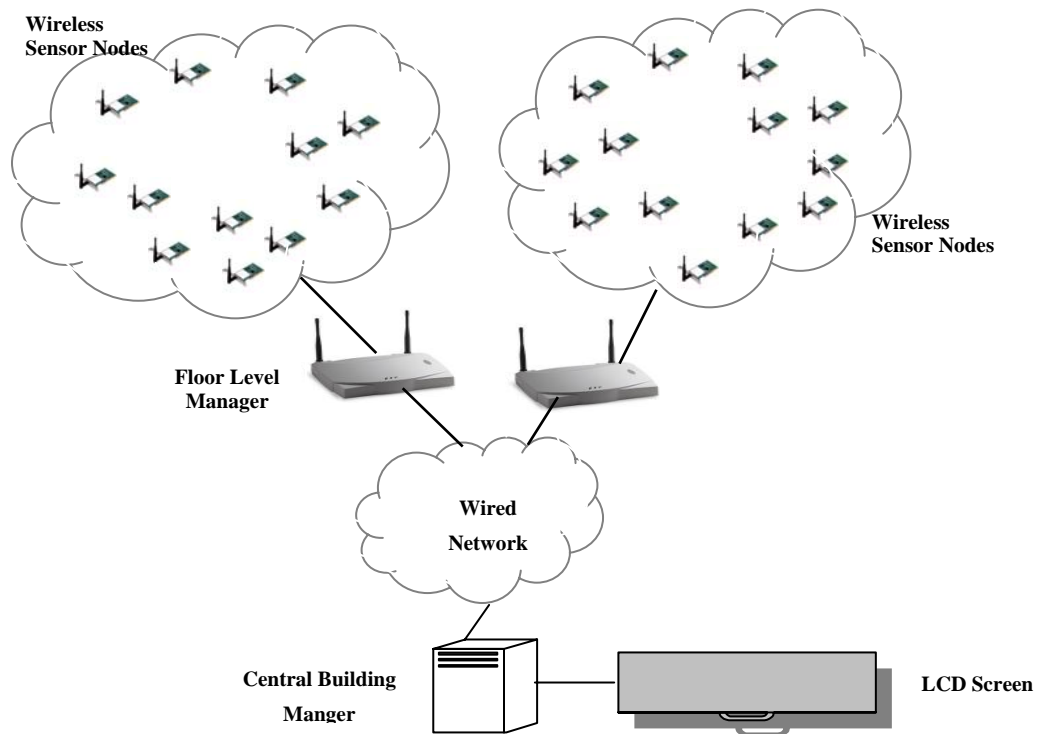 Wireless
Sensor Nodes
Wireless
Sensor Nodes
Floor Level
Manager
Wired
Network
Central Building
Manger
LCD Screen